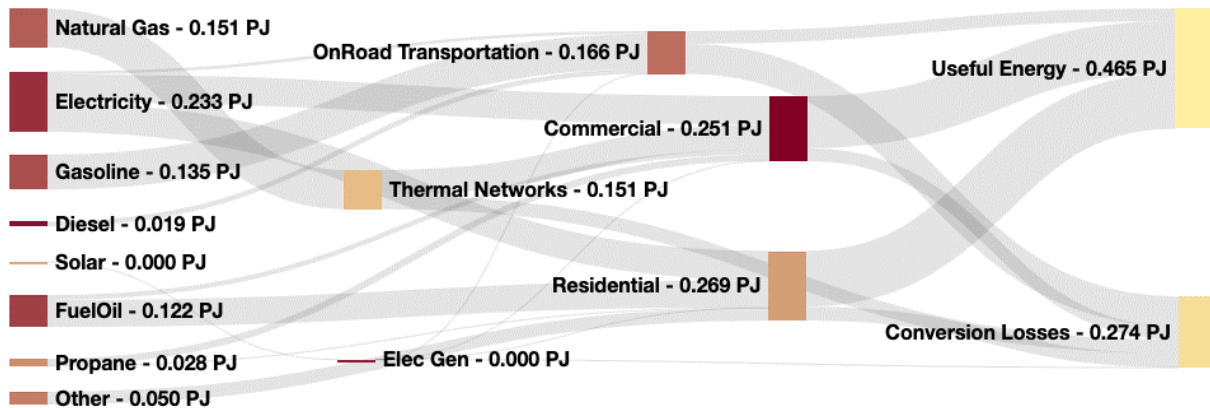 Natural Gas - 0.151 PJ
OnRoad Transportation - 0.166 PJ
Useful Energy - 0.465 PJ
Electricity - 0.233 PJ
Commercial - 0.251 PJ
Gasoline - 0.135 PJ
Thermal Networks - 0.151 PJ
Diesel - 0.019 PJ
Solar - 0.000 PJ
Residential - 0.269 PJ
FuelOil - 0.122 PJ
Conversion Losses - 0.274 PJ
Propane - 0.028 PJ
Elec Gen - 0.000 PJ
Other - 0.050 PJ